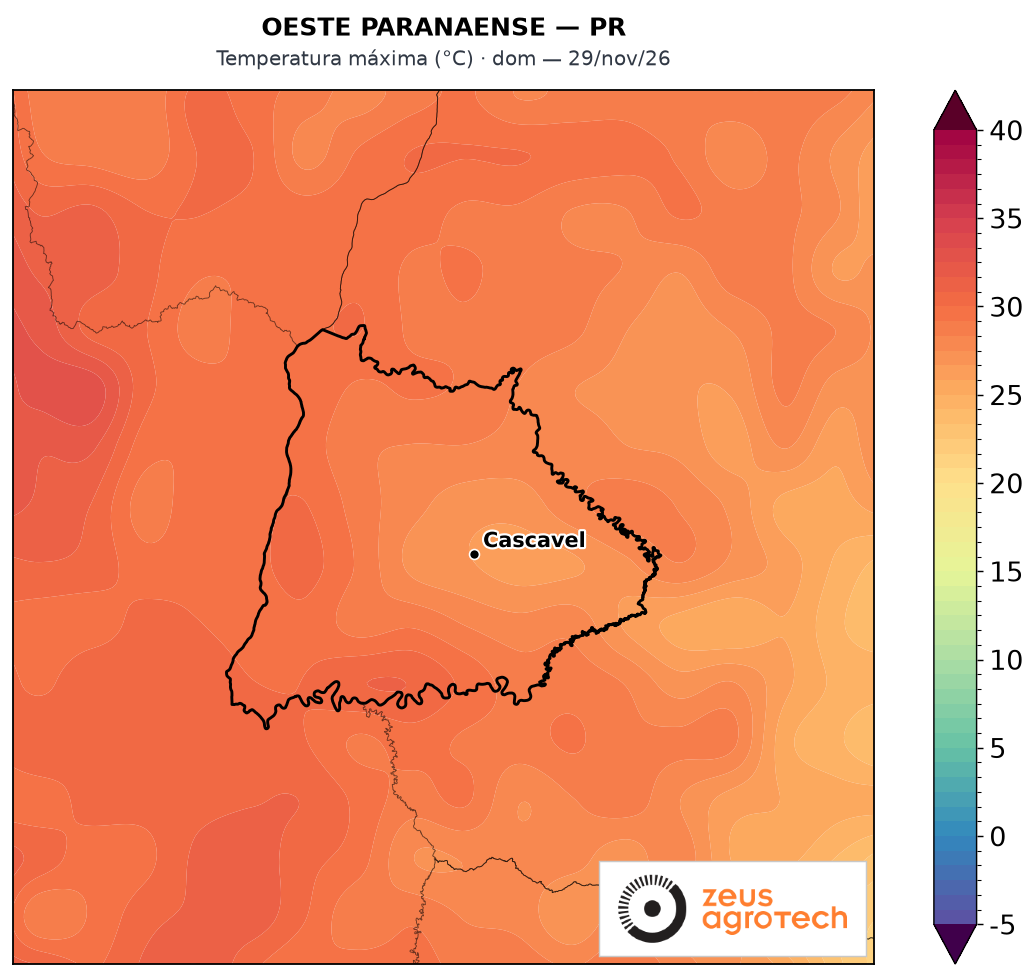 OESTE PARANAENSE — PR
Temperatura máxima (°C) · dom — 29/nov/26
40
35
30
25
20
15
10
5
0
-5
Cascavel
zeus
agrotech